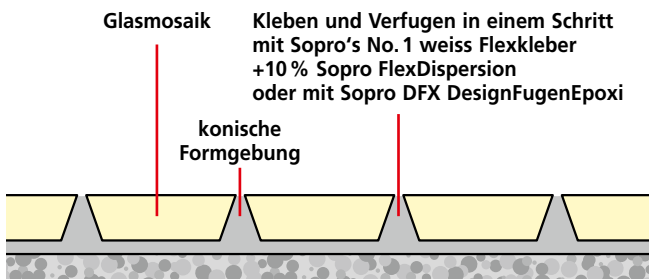 Glasmosaik
Kleben und Verfugen in einem Schritt
mit Sopro's No. 1 weiss Flexkleber
+10 % Sopro FlexDispersion
oder mit Sopro DFX DesignFugenEpoxi
konische
Formgebung